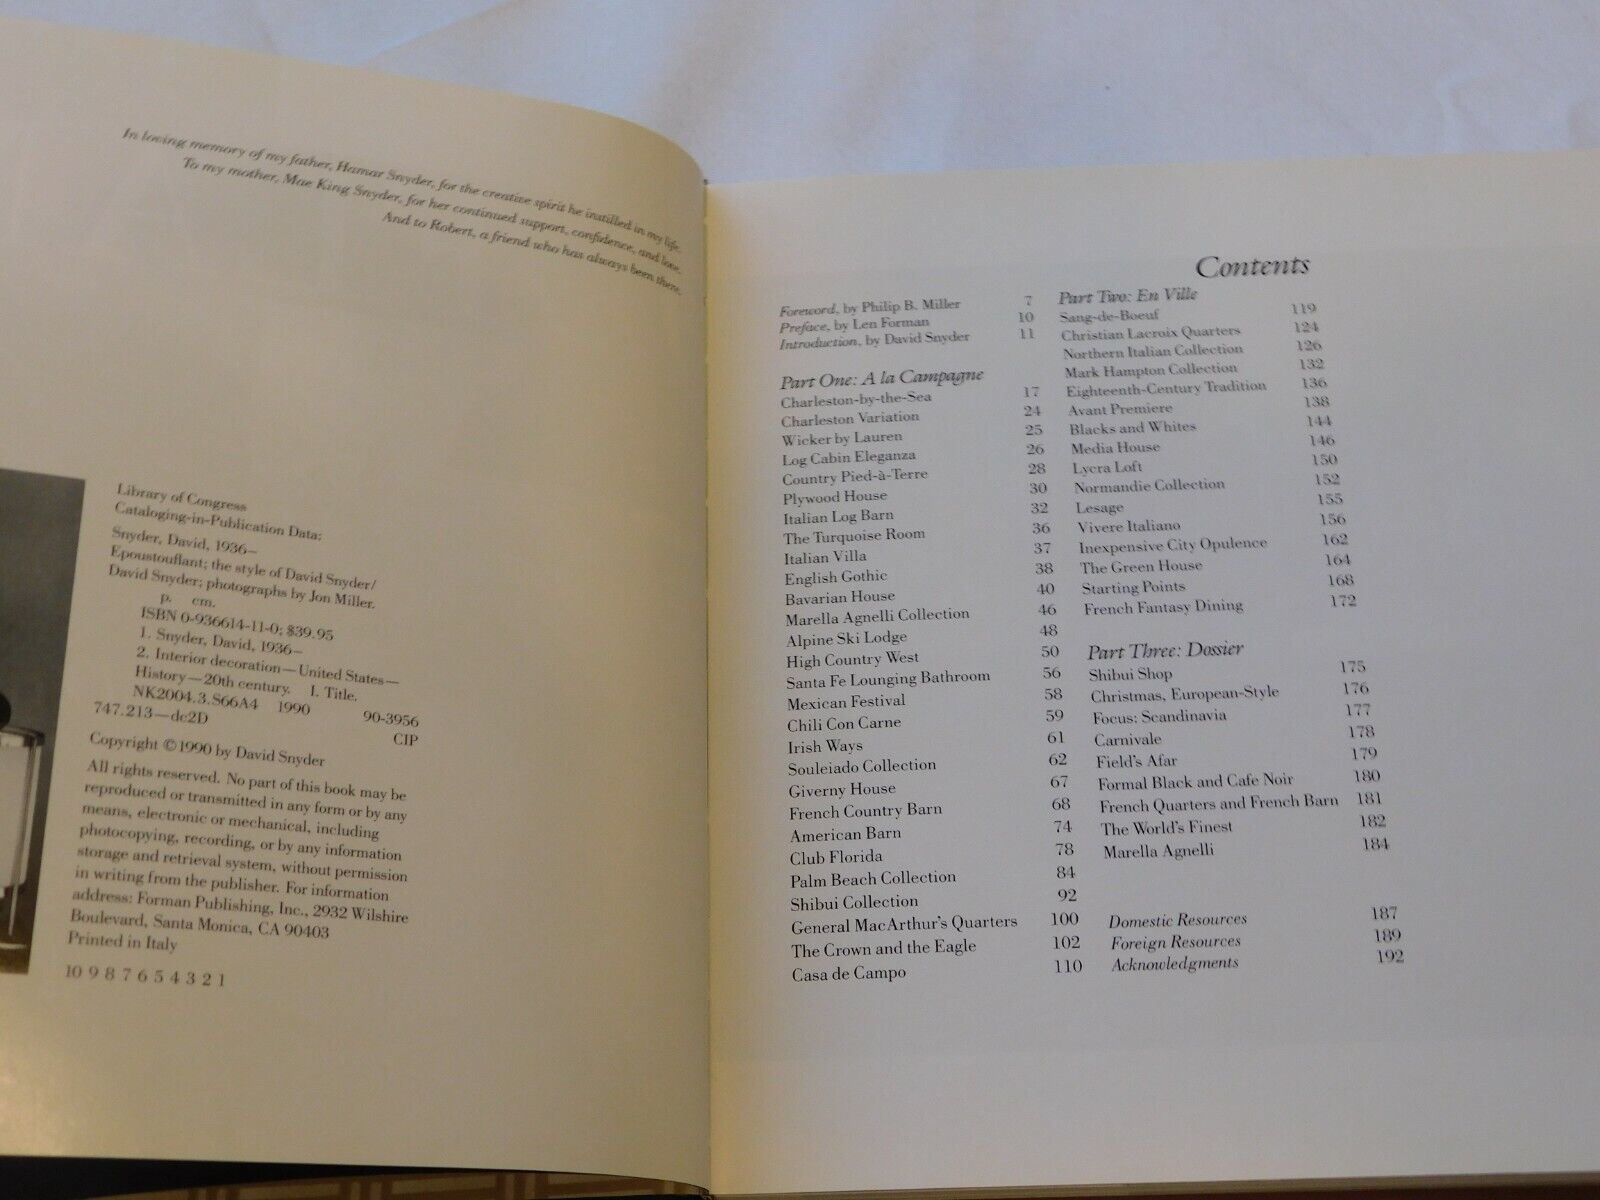 In loving memory of my father, Hamar Snyder, for the creative spirit he instilled in my life.
To my mother, Mae King Snyder, for her continued support, confidence, and love.
And to Robert, a friend who has always been there.
Library of Congress
Cataloging-in-Publication Data:
Snyder, David, 1936–
Epoustouflant; the style of David Snyder/
David Snyder; photographs by Jon Miller.
p. cm.
ISBN 0-936614-11-0; $39.95
1. Snyder, David, 1936–
2. Interior decoration—United States—
History—20th century. I. Title.
NK2004.3.S66A4 1990 90-3956
747.213—dc2D CIP
Copyright ©1990 by David Snyder
All rights reserved. No part of this book may be
reproduced or transmitted in any form or by any
means, electronic or mechanical, including
photocopying, recording, or by any information
storage and retrieval system, without permission
in writing from the publisher. For information
address: Forman Publishing, Inc., 2932 Wilshire
Boulevard, Santa Monica, CA 90403
Printed in Italy
10 9 8 7 6 5 4 3 2 1
Contents
Foreword, by Philip B. Miller 7
Preface, by Len Forman 10
Introduction, by David Snyder 11
Part One: A la Campagne
Charleston-by-the-Sea 17
Charleston Variation 24
Wicker by Lauren 25
Log Cabin Eleganza 26
Country Pied-à-Terre 28
Plywood House 30
Italian Log Barn 32
The Turquoise Room 36
Italian Villa 37
English Gothic 38
Bavarian House 40
Marella Agnelli Collection 46
Alpine Ski Lodge 48
High Country West 50
Santa Fe Lounging Bathroom 56
Mexican Festival 58
Chili Con Carne 59
Irish Ways 61
Souleiado Collection 62
Giverny House 67
French Country Barn 68
American Barn 74
Club Florida 78
Palm Beach Collection 84
Shibui Collection 92
General MacArthur's Quarters 100
The Crown and the Eagle 102
Casa de Campo 110
Part Two: En Ville
Sang-de-Boeuf 119
Christian Lacroix Quarters 124
Northern Italian Collection 126
Mark Hampton Collection 132
Eighteenth-Century Tradition 136
Avant Premiere 138
Blacks and Whites 144
Media House 146
Lycra Loft 150
Normandie Collection 152
Lesage 155
Vivere Italiano 156
Inexpensive City Opulence 162
The Green House 164
Starting Points 168
French Fantasy Dining 172
Part Three: Dossier
Shibui Shop 175
Christmas, European-Style 176
Focus: Scandinavia 177
Carnivale 178
Field's Afar 179
Formal Black and Cafe Noir 180
French Quarters and French Barn 181
The World's Finest 182
Marella Agnelli 184
Domestic Resources 187
Foreign Resources 189
Acknowledgments 192